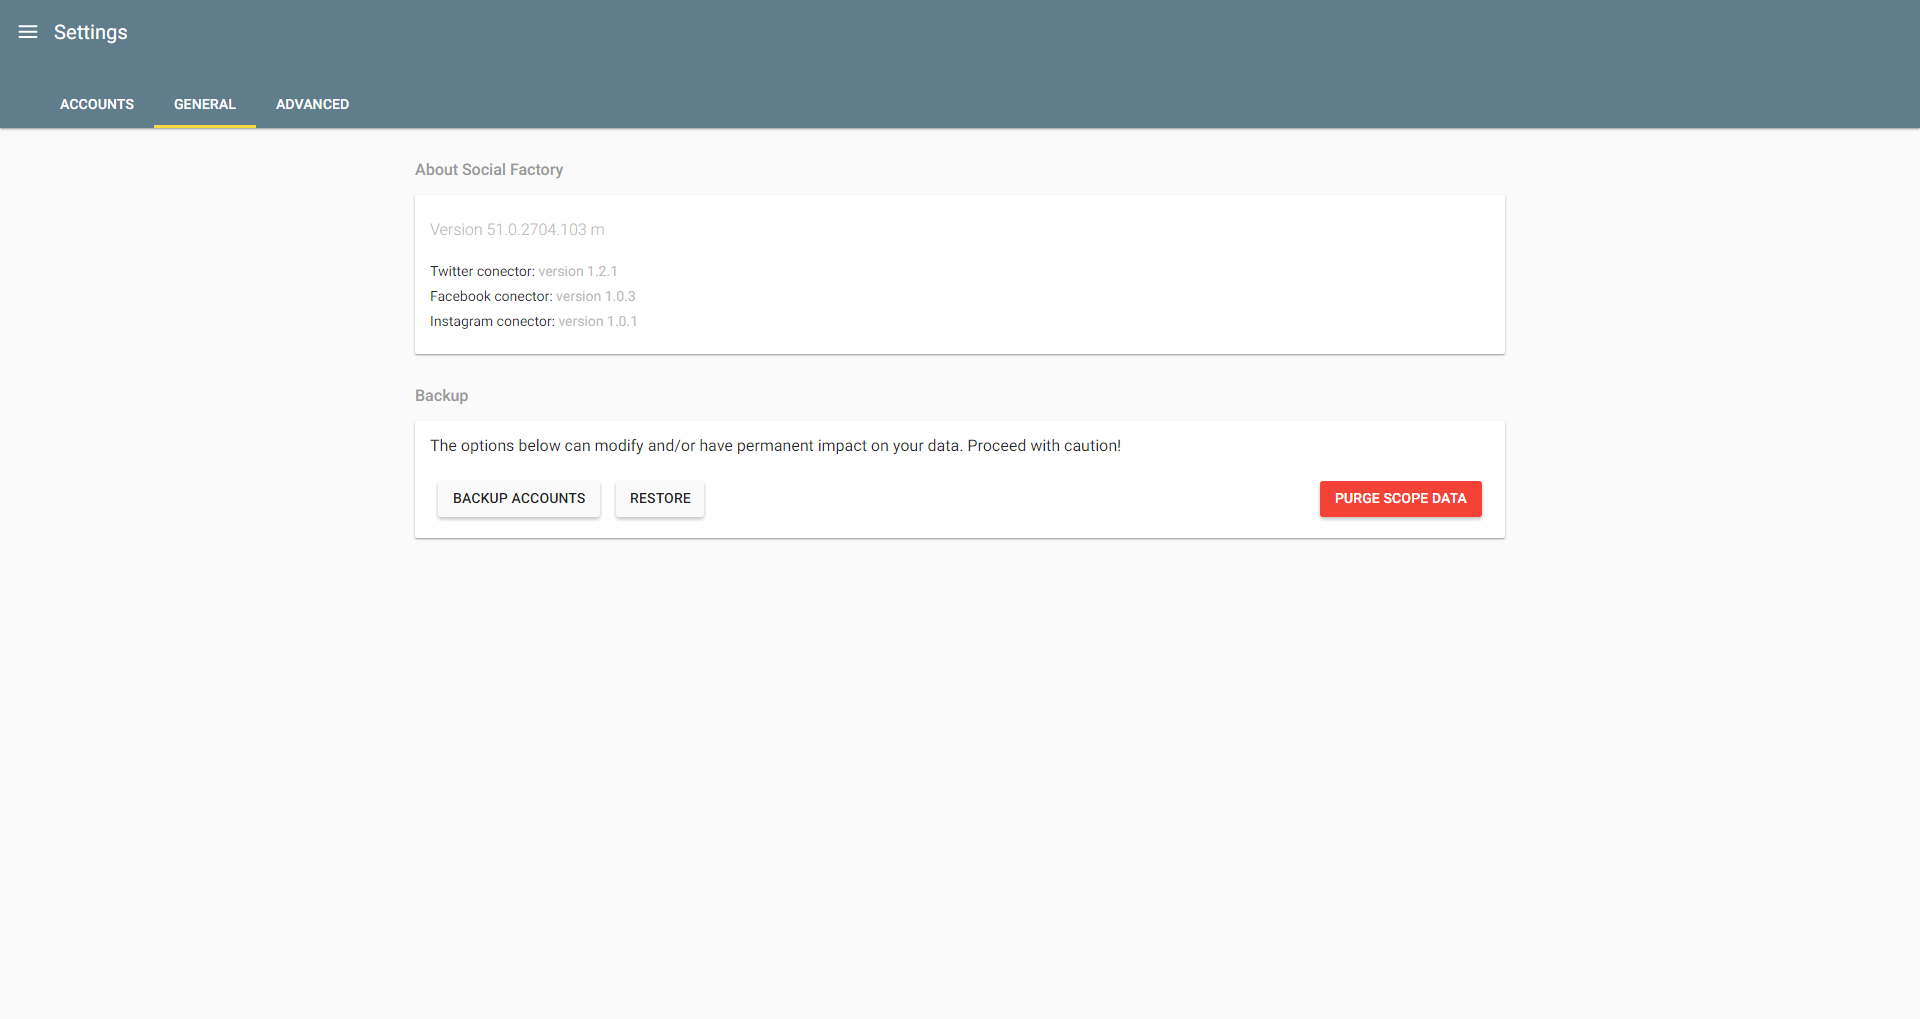 Settings
ACCOUNTS GENERAL ADVANCED
About Social Factory
Version 51.0.2704.103 m
Twitter conector: version 1.2.1
Facebook conector: version 1.0.3
Instagram conector: version 1.0.1
Backup
The options below can modify and/or have permanent impact on your data. Proceed with caution!
BACKUP ACCOUNTS RESTORE PURGE SCOPE DATA